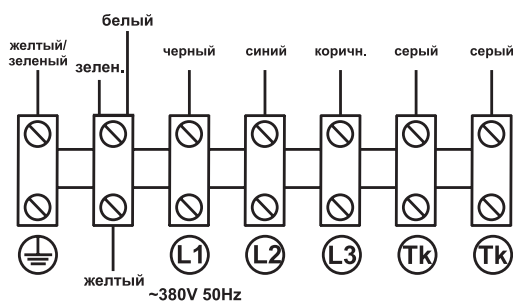 белый
желтый/
зеленый
зелен.
черный
синий
коричн.
серый
серый
L1
L2
L3
Tk
Tk
желтый
~380V 50Hz